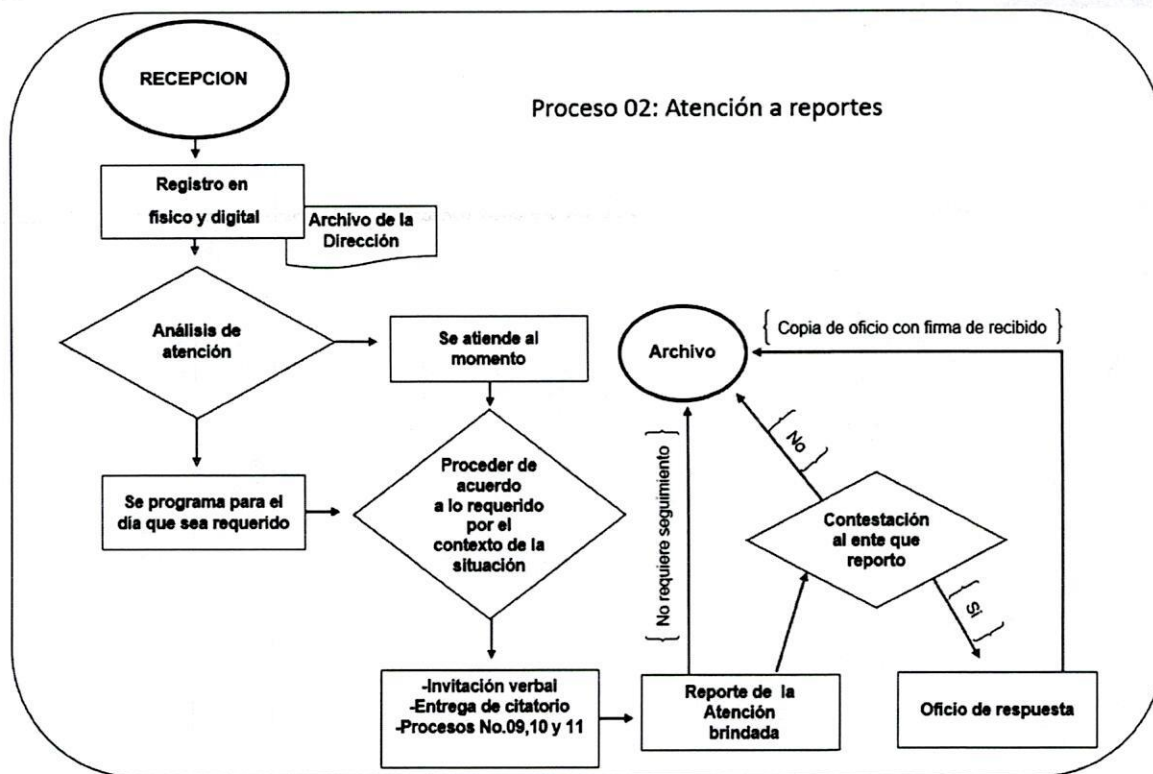 RECEPCION
Proceso 02: Atención a reportes
Registro en
físico y digital
Archivo de la
Dirección
Análisis de
atención
Se atiende al
momento
Se programa para el
día que sea requerido
Proceder de
acuerdo
a lo requerido
por el
contexto de la
situación
-Invitación verbal
-Entrega de citatorio
-Procesos No.09,10 y 11
Reporte de la
Atención
brindada
{No requiere seguimiento}
Archivo
{ Copia de oficio con firma de recibido }
{ No }
Contestación
al ente que
reporto
{ Si }
Oficio de respuesta